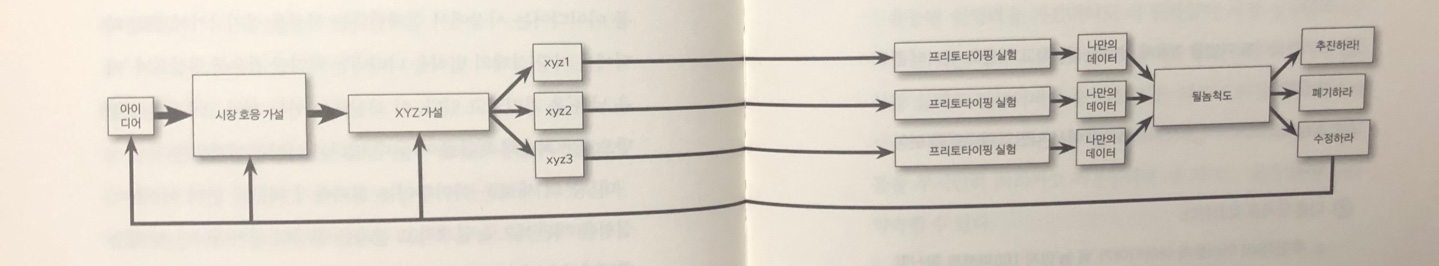 아이
디어
시장 호응 가설
XYZ 가설
xyz1
xyz2
xyz3
프리토타이핑 실험
프리토타이핑 실험
프리토타이핑 실험
나만의
데이터
나만의
데이터
나만의
데이터
될놈척도
추진하라!
폐기하라
수정하라